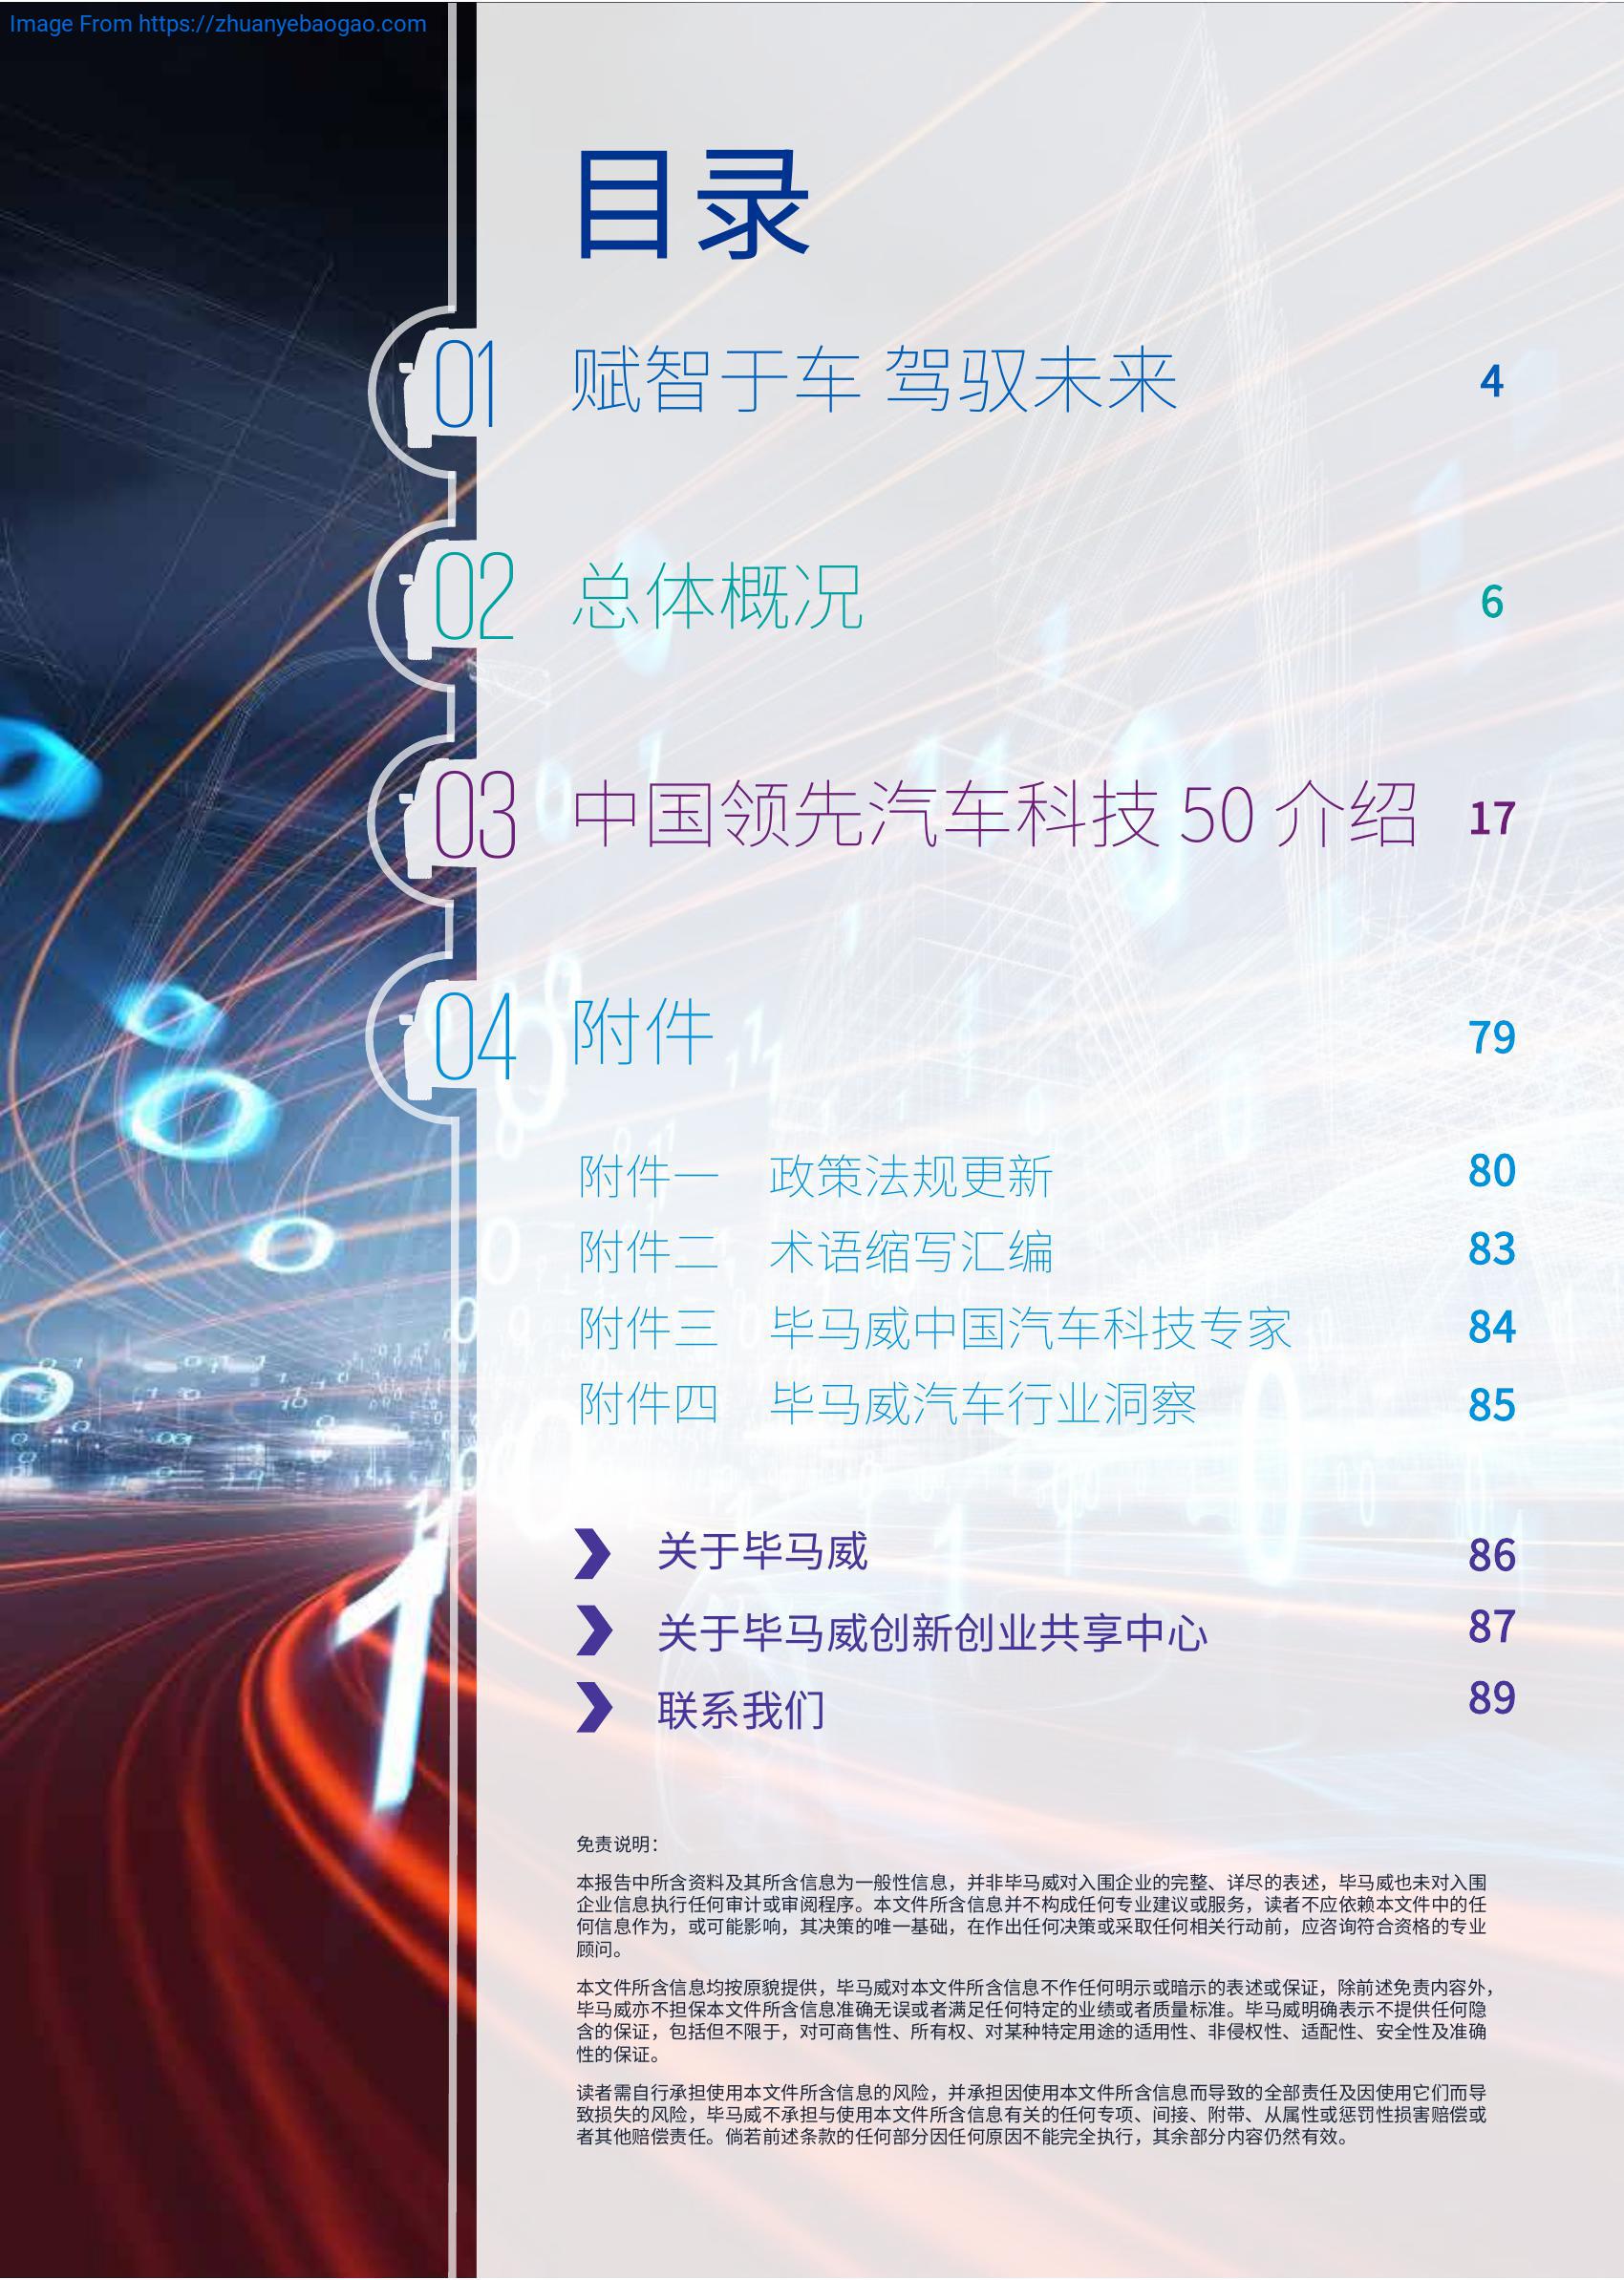 Image From https://zhuanyebaogao.com
目录
01 赋智于车 驾驭未来 4
02 总体概况 6
03 中国领先汽车科技 50 介绍 17
04 附件 79
附件一 政策法规更新 80
附件二 术语缩写汇编 83
附件三 毕马威中国汽车科技专家 84
附件四 毕马威汽车行业洞察 85
关于毕马威 86
关于毕马威创新创业共享中心 87
联系我们 89
免责说明：
本报告中所含资料及其所含信息为一般性信息，并非毕马威对入围企业的完整、详尽的表述，毕马威也未对入围
企业信息执行任何审计或审阅程序。本文件所含信息并不构成任何专业建议或服务，读者不应依赖本文件中的任
何信息作为，或可能影响，其决策的唯一基础，在作出任何决策或采取任何相关行动前，应咨询符合资格的专业
顾问。
本文件所含信息均按原貌提供，毕马威对本文件所含信息不作任何明示或暗示的表述或保证，除前述免责内容外，
毕马威亦不担保本文件所含信息准确无误或者满足任何特定的业绩或者质量标准。毕马威明确表示不提供任何隐
含的保证，包括但不限于，对可商售性、所有权、对某种特定用途的适用性、非侵权性、适配性、安全性及准确
性的保证。
读者需自行承担使用本文件所含信息的风险，并承担因使用本文件所含信息而导致的全部责任及因使用它们而导
致损失的风险，毕马威不承担与使用本文件所含信息有关的任何专项、间接、附带、从属性或惩罚性损害赔偿或
者其他赔偿责任。倘若前述条款的任何部分因任何原因不能完全执行，其余部分内容仍然有效。